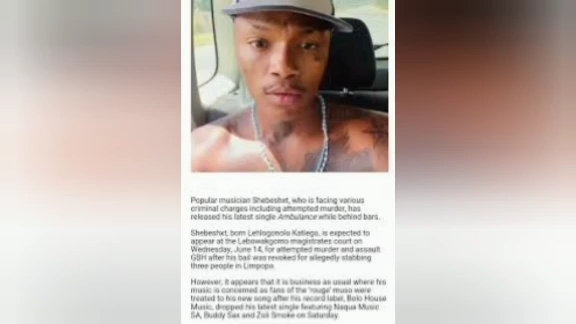 Popular musician Shebeshxt, who is facing various
criminal charges including attempted murder, has
released his latest single Ambulance while behind bars.
Shebeshxt, born Lehlogonolo Katlego, is expected to
appear at the Lebowakgomo magistrates court on
Wednesday, June 14, for attempted murder and assault
GBH after his bail was revoked for allegedly stabbing
three people in Limpopo.
However, it appears that it is business as usual where his
music is concerned as fans of the 'rouge' muso were
treated to his new song after his record label, Bolo House
Music, dropped his latest single featuring Naqua Music
SA, Buddy Sax and Zoli Smoke on Saturday.